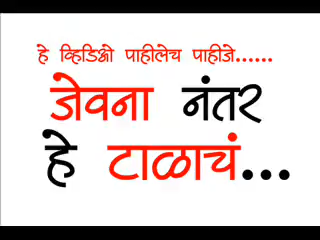 हे व्हिडिओ पाहीलेच पाहीजे......
जेवना नंतर
हे टाळाचं...